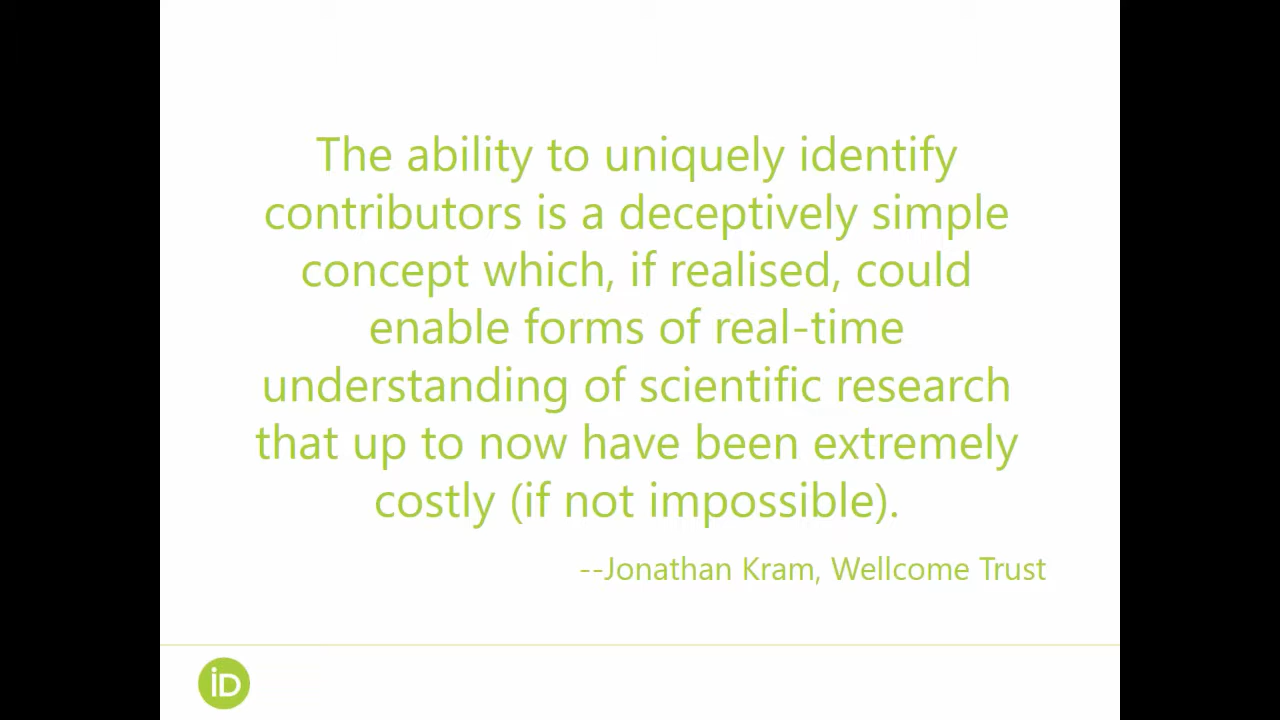 The ability to uniquely identify
contributors is a deceptively simple
concept which, if realised, could
enable forms of real-time
understanding of scientific research
that up to now have been extremely
costly (if not impossible).
--Jonathan Kram, Wellcome Trust
iD